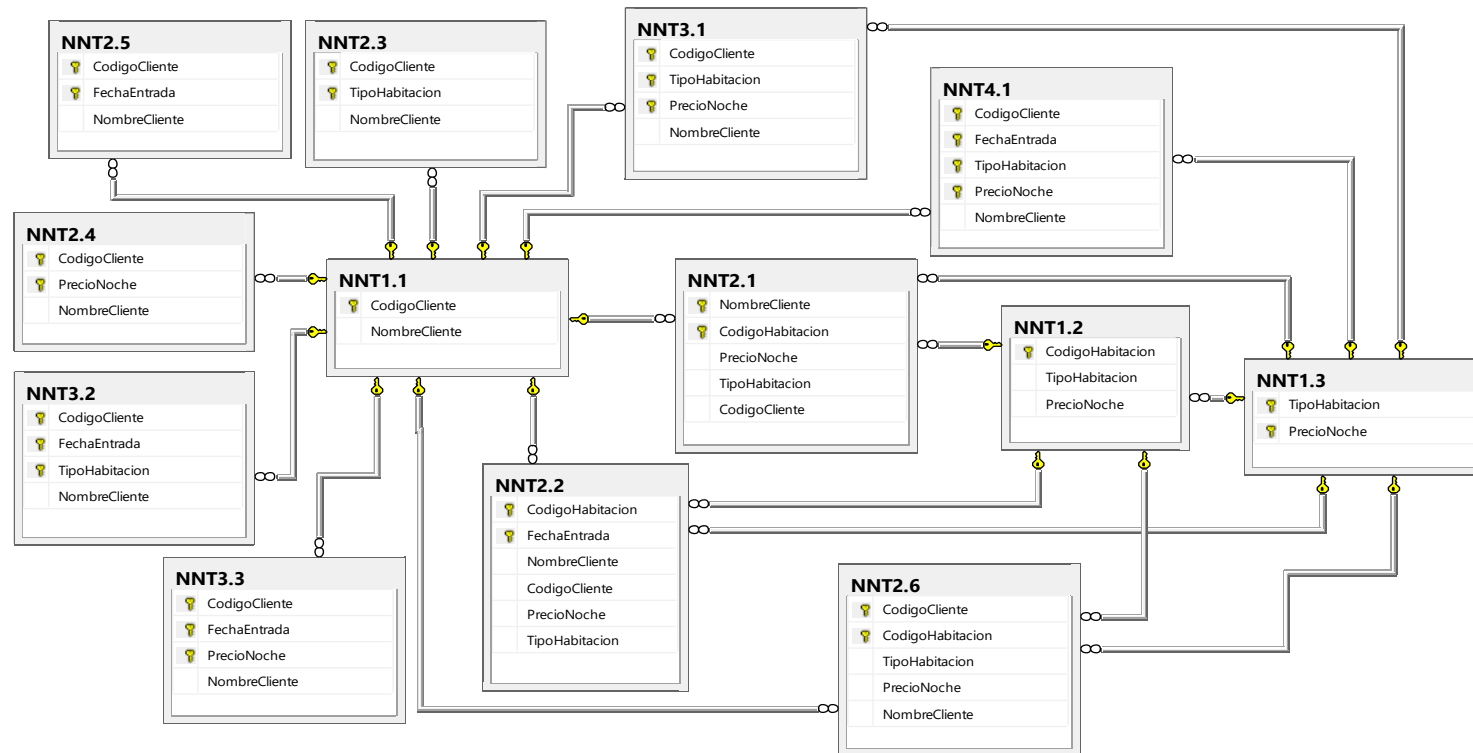 NNT2.5
CodigoCliente
FechaEntrada
NombreCliente
NNT2.3
CodigoCliente
TipoHabitacion
NombreCliente
NNT3.1
CodigoCliente
TipoHabitacion
PrecioNoche
NombreCliente
NNT4.1
CodigoCliente
FechaEntrada
TipoHabitacion
PrecioNoche
NombreCliente
NNT2.4
CodigoCliente
PrecioNoche
NombreCliente
NNT1.1
CodigoCliente
NombreCliente
NNT2.1
NombreCliente
CodigoHabitacion
PrecioNoche
TipoHabitacion
CodigoCliente
NNT1.2
CodigoHabitacion
TipoHabitacion
PrecioNoche
NNT1.3
TipoHabitacion
PrecioNoche
NNT3.2
CodigoCliente
FechaEntrada
TipoHabitacion
NombreCliente
NNT2.2
CodigoHabitacion
FechaEntrada
NombreCliente
CodigoCliente
PrecioNoche
TipoHabitacion
NNT3.3
CodigoCliente
FechaEntrada
PrecioNoche
NombreCliente
NNT2.6
CodigoCliente
CodigoHabitacion
TipoHabitacion
PrecioNoche
NombreCliente